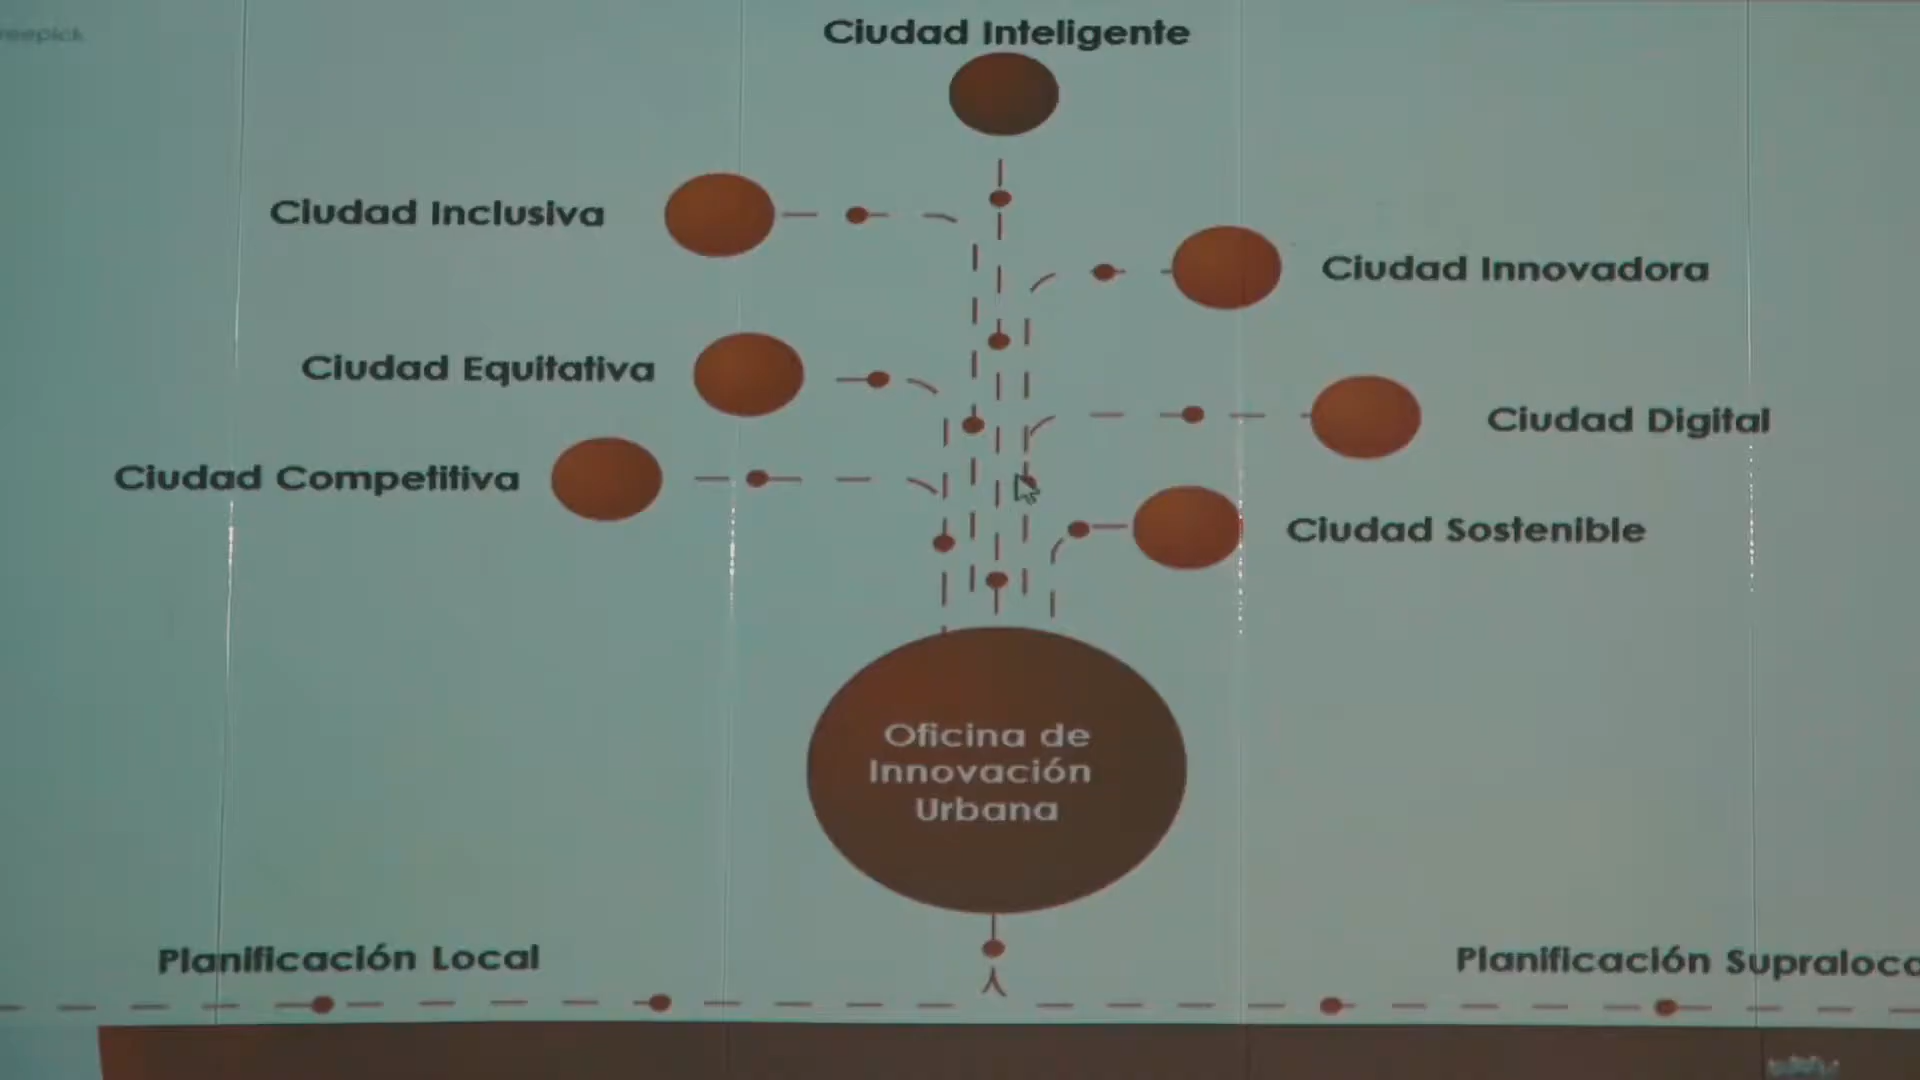 Ciudad Inteligente
Ciudad Inclusiva
Ciudad Innovadora
Ciudad Equitativa
Ciudad Digital
Ciudad Competitiva
Ciudad Sostenible
Oficina de
Innovación
Urbana
Planificación Local
Planificación